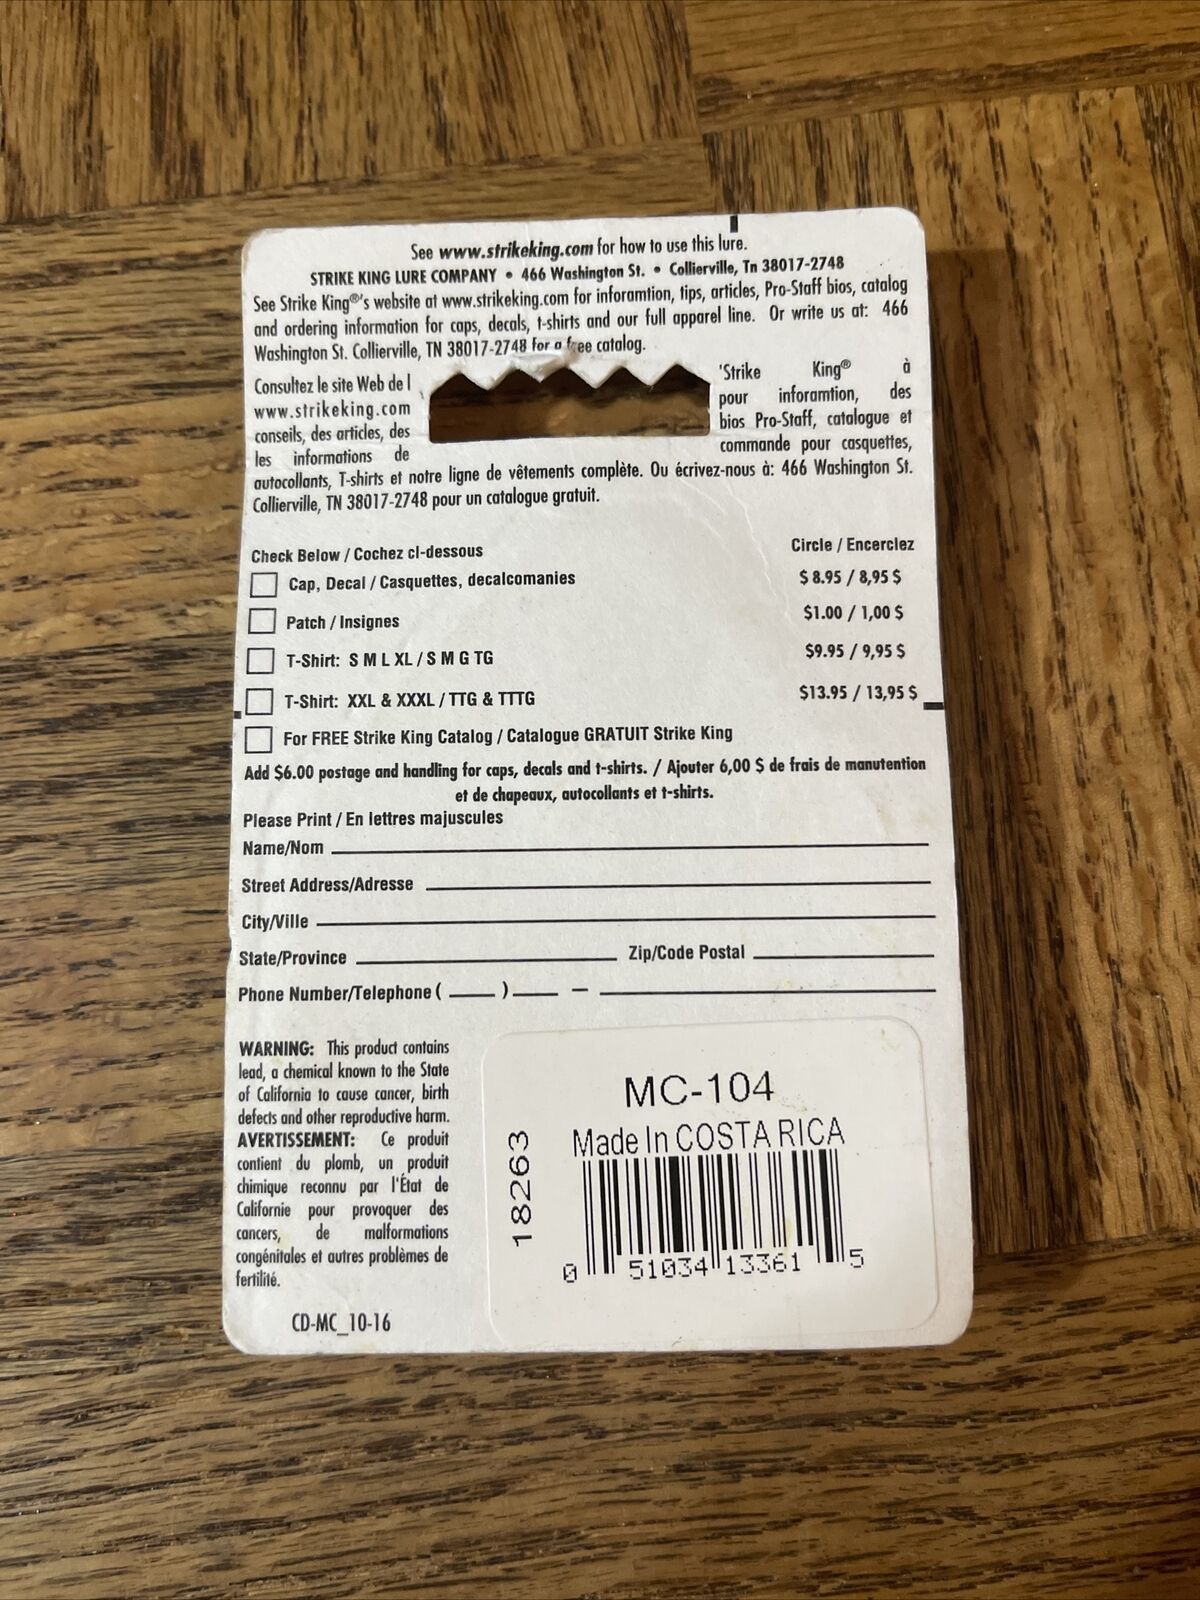 See www.strikeking.com for how to use this lure.
STRIKE KING LURE COMPANY • 466 Washington St. • Collierville, Tn 38017-2748
See Strike King®'s website at www.strikeking.com for inforamtion, tips, articles, Pro-Staff bios, catalog
and ordering information for caps, decals, t-shirts and our full apparel line. Or write us at: 466
Washington St. Collierville, TN 38017-2748 for a free catalog.
Consultez le site Web de l 'Strike King® à
www.strikeking.com pour inforamtion, des
conseils, des articles, des bios Pro-Staff, catalogue et
les informations de commande pour casquettes,
autocollants, T-shirts et notre ligne de vêtements complète. Ou écrivez-nous à: 466 Washington St.
Collierville, TN 38017-2748 pour un catalogue gratuit.
Check Below / Cochez cl-dessous Circle / Encerclez
Cap, Decal / Casquettes, decalcomanies $ 8.95 / 8,95 $
Patch / Insignes $1.00 / 1,00 $
T-Shirt: S M L XL / S M G TG $9.95 / 9,95 $
T-Shirt: XXL & XXXL / TTG & TTTG $13.95 / 13,95 $
For FREE Strike King Catalog / Catalogue GRATUIT Strike King
Add $6.00 postage and handling for caps, decals and t-shirts. / Ajouter 6,00 $ de frais de manutention
et de chapeaux, autocollants et t-shirts.
Please Print / En lettres majuscules
Name/Nom
Street Address/Adresse
City/Ville
State/Province Zip/Code Postal
Phone Number/Telephone ( ) –
WARNING: This product contains
lead, a chemical known to the State
of California to cause cancer, birth
defects and other reproductive harm.
AVERTISSEMENT: Ce produit
contient du plomb, un produit
chimique reconnu par l'État de
Californie pour provoquer des
cancers, de malformations
congénitales et autres problèmes de
fertilité.
CD-MC_10-16
MC-104
Made In COSTA RICA
18263
0 51034 13361 5